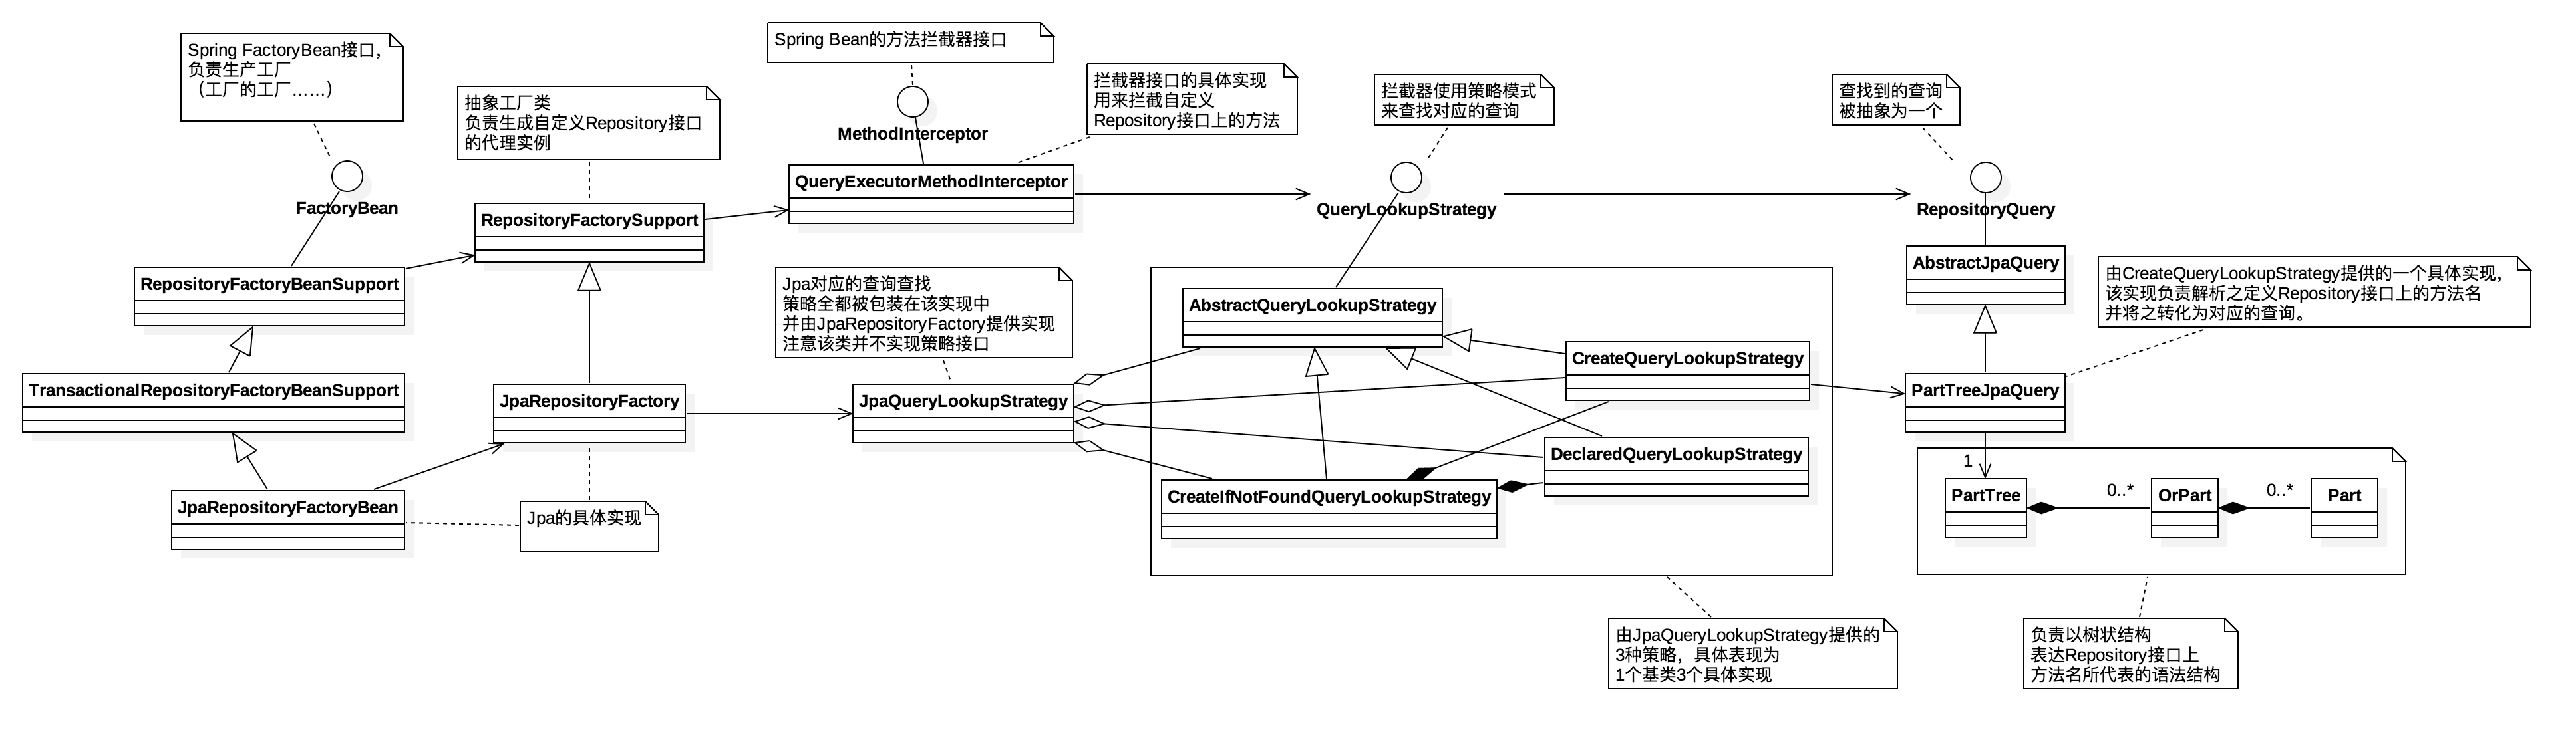 Spring FactoryBean接口，
负责生产工厂
（工厂的工厂……）
Spring Bean的方法拦截器接口
抽象工厂类
负责生成自定义Repository接口
的代理实例
拦截器接口的具体实现
用来拦截自定义
Repository接口上的方法
拦截器使用策略模式
来查找对应的查询
查找到的查询
被抽象为一个
MethodInterceptor
FactoryBean
RepositoryFactorySupport
QueryExecutorMethodInterceptor
QueryLookupStrategy
RepositoryQuery
RepositoryFactoryBeanSupport
Jpa对应的查询查找
策略全都被包装在该实现中
并由JpaRepositoryFactory提供实现
注意该类并不实现策略接口
AbstractQueryLookupStrategy
AbstractJpaQuery
由CreateQueryLookupStrategy提供的一个具体实现，
该实现负责解析之定义Repository接口上的方法名
并将之转化为对应的查询。
TransactionalRepositoryFactoryBeanSupport
JpaRepositoryFactory
JpaQueryLookupStrategy
CreateQueryLookupStrategy
PartTreeJpaQuery
DeclaredQueryLookupStrategy
CreateIfNotFoundQueryLookupStrategy
JpaRepositoryFactoryBean
Jpa的具体实现
1
PartTree
0..*
OrPart
0..*
Part
由JpaQueryLookupStrategy提供的
3种策略，具体表现为
1个基类3个具体实现
负责以树状结构
表达Repository接口上
方法名所代表的语法结构